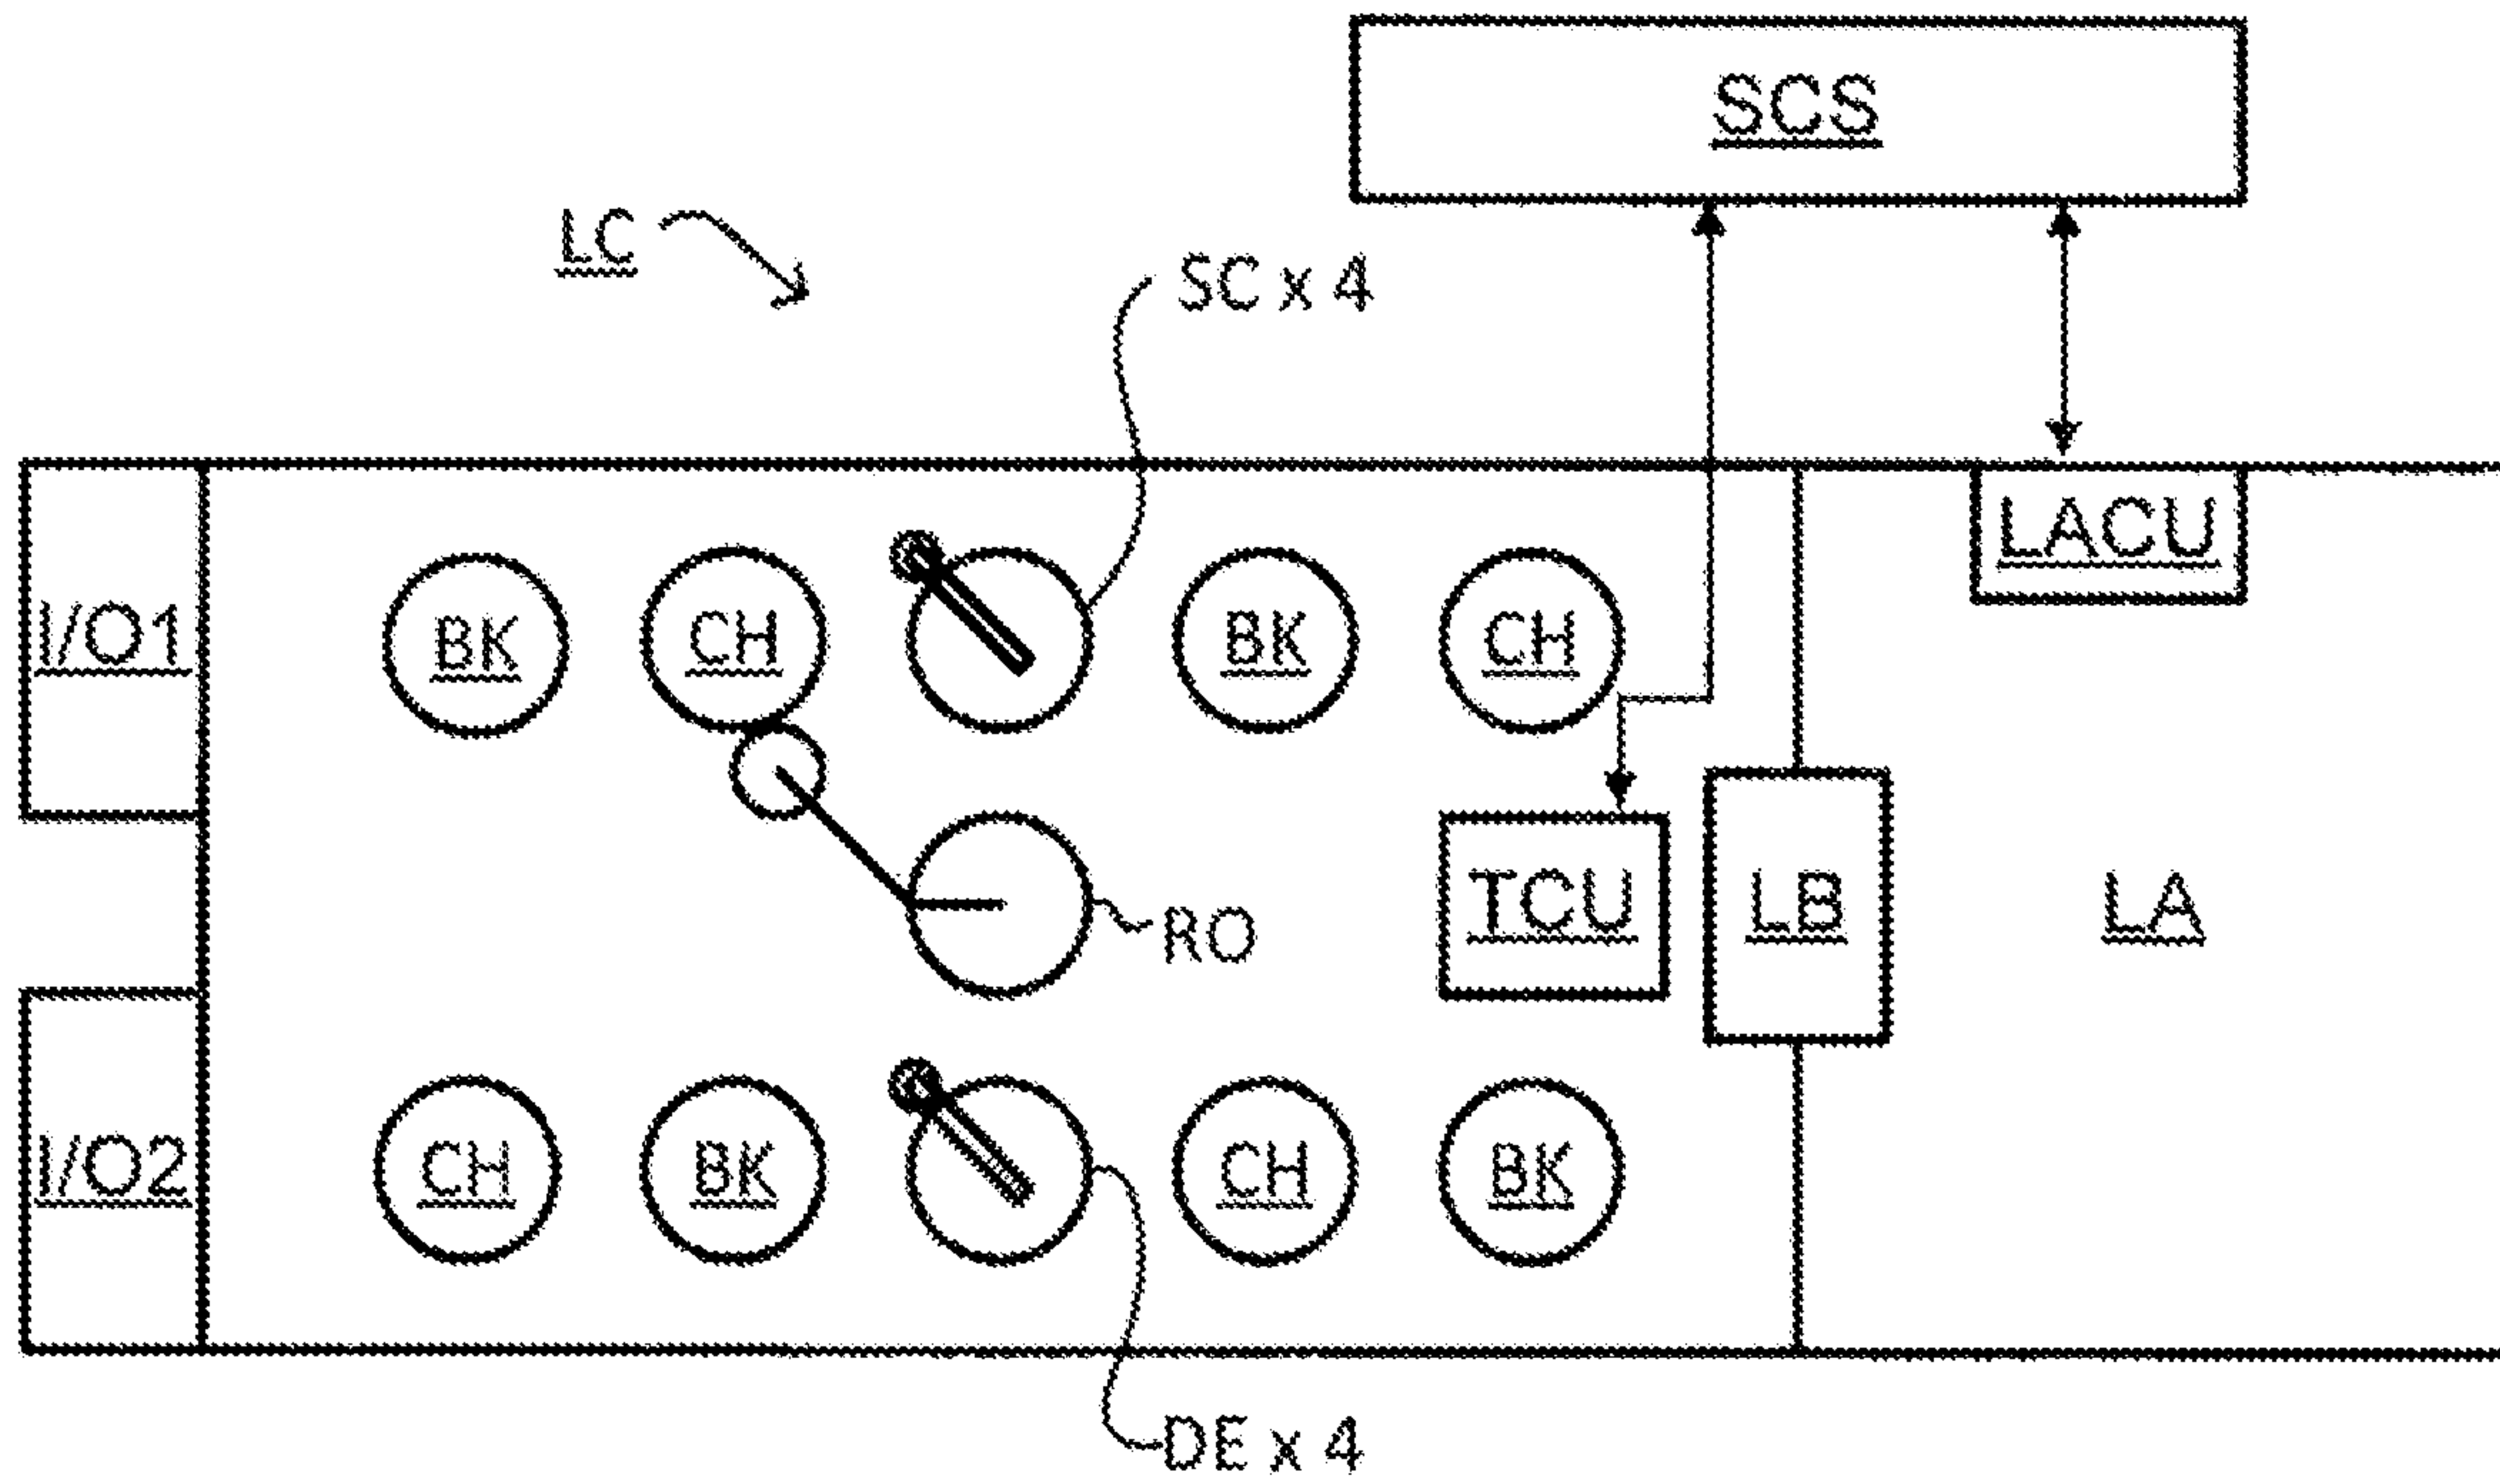 SCS
LC
SC x 4
LACU
I/O1
BK
CH
BK
CH
TCU
LB
LA
RO
I/O2
CH
BK
CH
BK
DE x 4